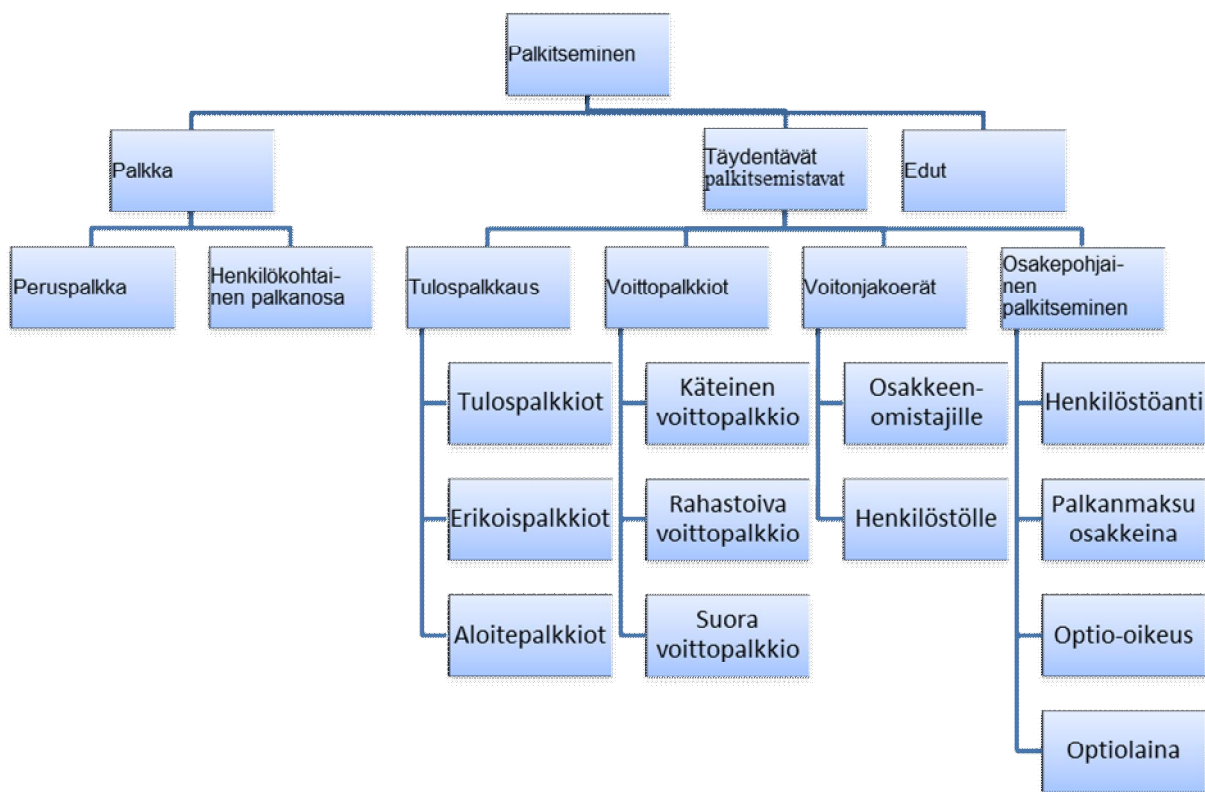 Palkitseminen
Palkka
Täydentävät
palkitsemistavat
Edut
Peruspalkka
Henkilökohtai-
nen palkanosa
Tulospalkkaus
Voittopalkkiot
Voitonjakoerät
Osakepohjai-
nen
palkitseminen
Tulospalkkiot
Erikoispalkkiot
Aloitepalkkiot
Käteinen
voittopalkkio
Rahastoiva
voittopalkkio
Suora
voittopalkkio
Osakkeen-
omistajille
Henkilöstölle
Henkilöstöanti
Palkanmaksu
osakkeina
Optio-oikeus
Optiolaina